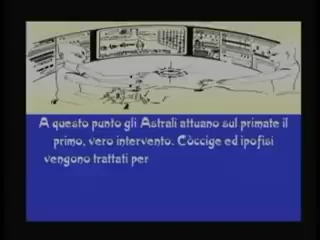 A questo punto gli Astrali attuano sul primate il
primo, vero intervento. Còccige ed ipofisi
vengono trattati per